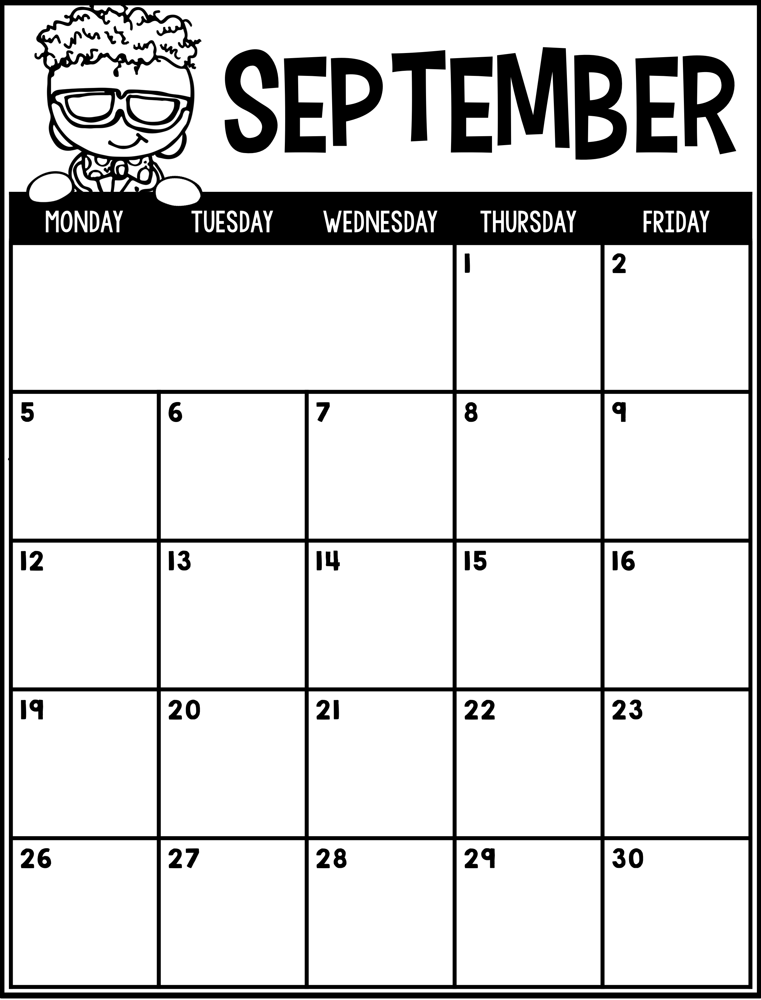 SEPTEMBER
MONDAY TUESDAY WEDNESDAY THURSDAY FRIDAY
1 2
5 6 7 8 9
12 13 14 15 16
19 20 21 22 23
26 27 28 29 30